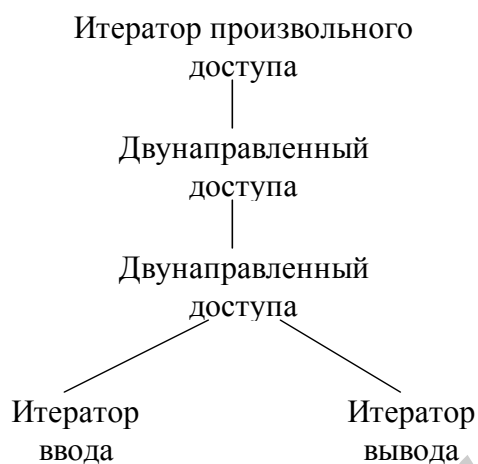 Итератор произвольного
доступа
Двунаправленный
доступа
Двунаправленный
доступа
Итератор
ввода
Итератор
вывода